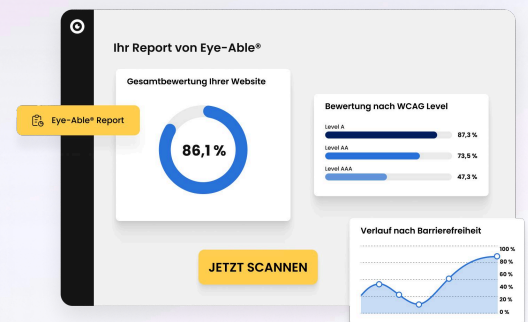 Ihr Report von Eye-Able®
Gesamtbewertung Ihrer Website
86,1 %
Eye-Able® Report
Bewertung nach WCAG Level
Level A
87,3 %
Level AA
73,5 %
Level AAA
47,3 %
JETZT SCANNEN
Verlauf nach Barrierefreiheit
100 %
80 %
60 %
40 %
20 %
0 %